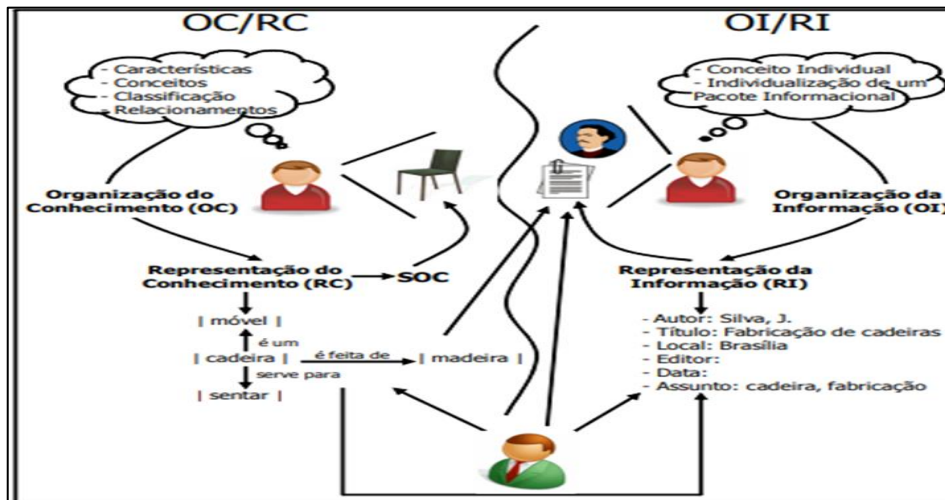 OC/RC
OI/RI
- Características
- Conceitos
- Classificação
- Relacionamentos
- Conceito Individual
- Individualização de um
Pacote Informacional
Organização do
Conhecimento (OC)
Organização da
Informação (OI)
Representação do
Conhecimento (RC)
SOC
Representação da
Informação (RI)
| móvel |
é um
| cadeira |
é feita de
| madeira |
serve para
| sentar |
- Autor: Silva, J.
- Título: Fabricação de cadeiras
- Local: Brasília
- Editor:
- Data:
- Assunto: cadeira, fabricação